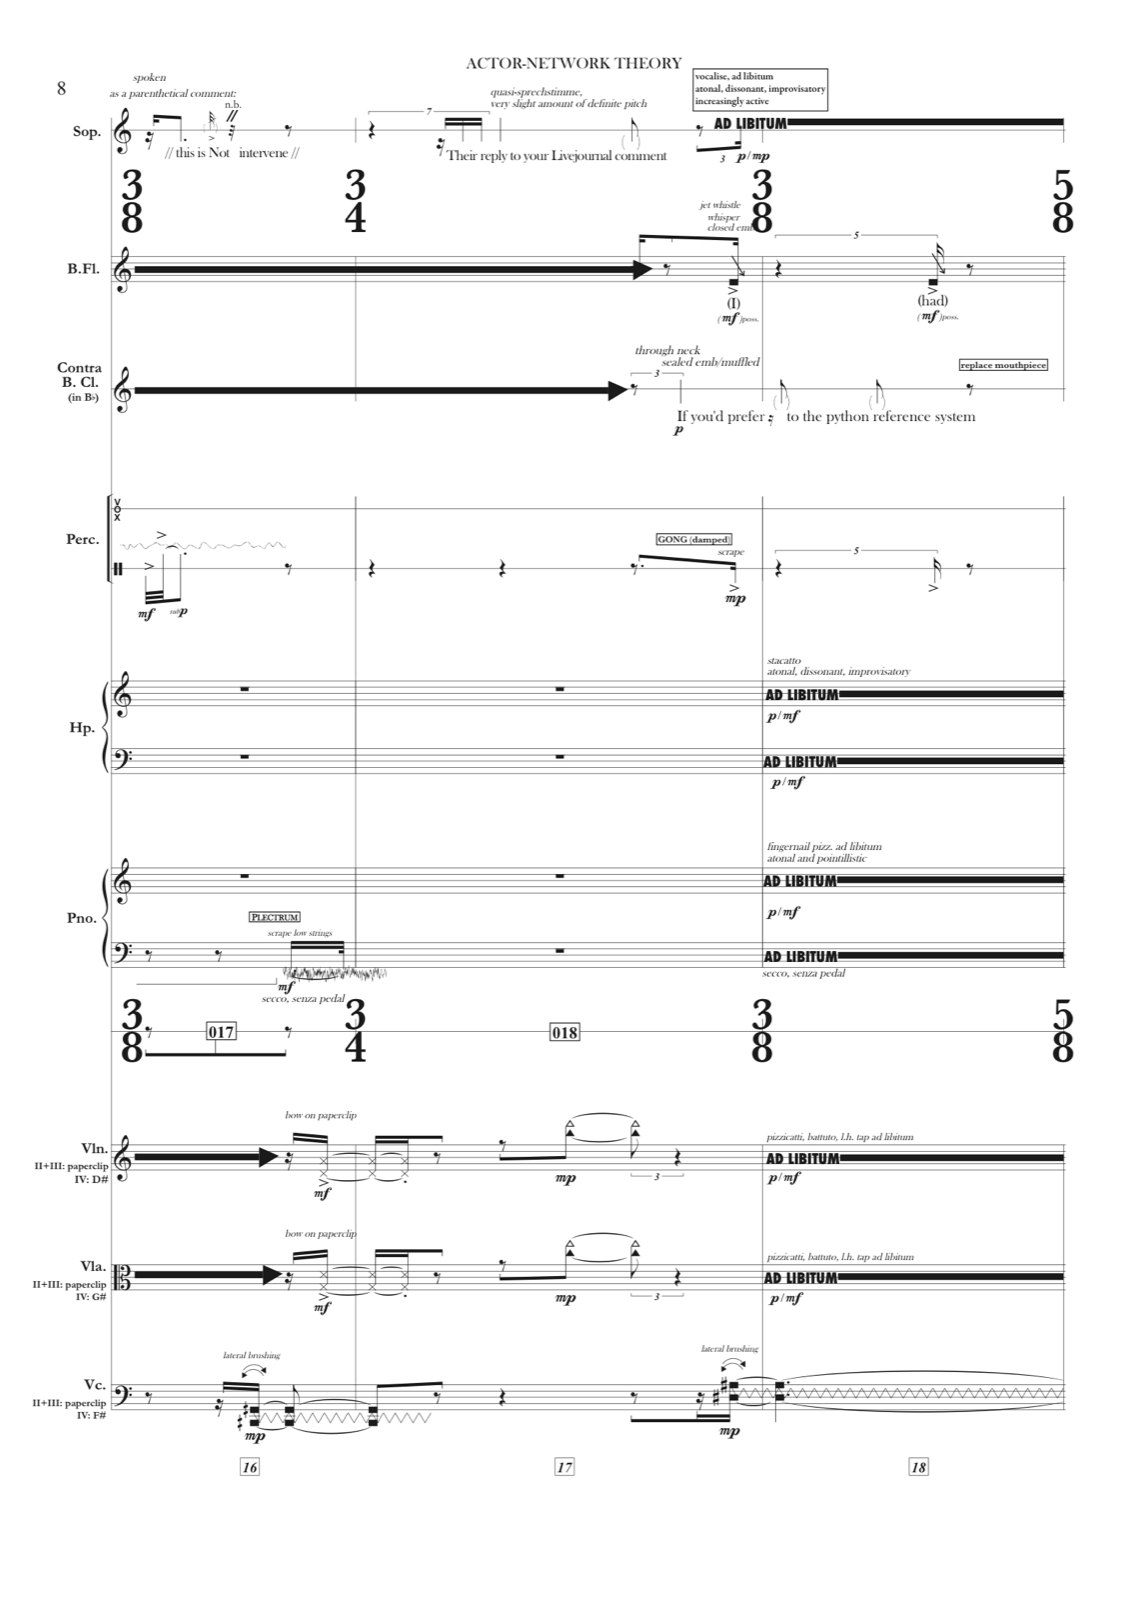 ACTOR-NETWORK THEORY
8
spoken
as a parenthetical comment:
n.b.
quasi-sprechstimme,
very slight amount of definite pitch
vocalise, ad libitum
atonal, dissonant, improvisatory
increasingly active
7
Sop.
AD LIBITUM
// this is Not intervene //
Their reply to your Livejournal comment
3 p/mp
3 3 3 5
8 4 8 8
jet whistle
whisper
closed emb
5
B.Fl.
(I) (had)
(mf)poss. (mf)poss.
through neck
sealed emb/muffled
Contra
B. Cl.
(in B♭)
3
replace mouthpiece
If you'd prefer to the python reference system
p
VOX
Perc.
GONG (damped)
scrape
5
mf subp mp
stacatto
atonal, dissonant, improvisatory
AD LIBITUM
p/mf
Hp.
AD LIBITUM
p/mf
fingernail pizz. ad libitum
atonal and pointillistic
AD LIBITUM
Pno.
PLECTRUM
p/mf
scrape low strings
AD LIBITUM
mf
secco, senza pedal
secco, senza pedal
3 3 3 5
8 4 8 8
017 018
bow on paperclip
Vln.
II+III: paperclip
IV: D#
pizzicatti, battuto, l.h. tap ad libitum
AD LIBITUM
mf mp 3 p/mf
bow on paperclip
Vla.
II+III: paperclip
IV: G#
pizzicatti, battuto, l.h. tap ad libitum
AD LIBITUM
mf mp 3 p/mf
lateral brushing lateral brushing
Vc.
II+III: paperclip
IV: F#
mp mp
16 17 18